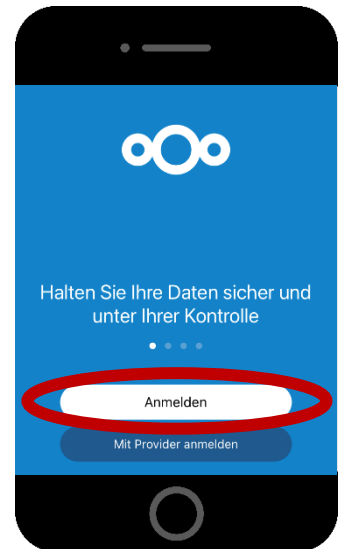 Halten Sie Ihre Daten sicher und
unter Ihrer Kontrolle
Anmelden
Mit Provider anmelden